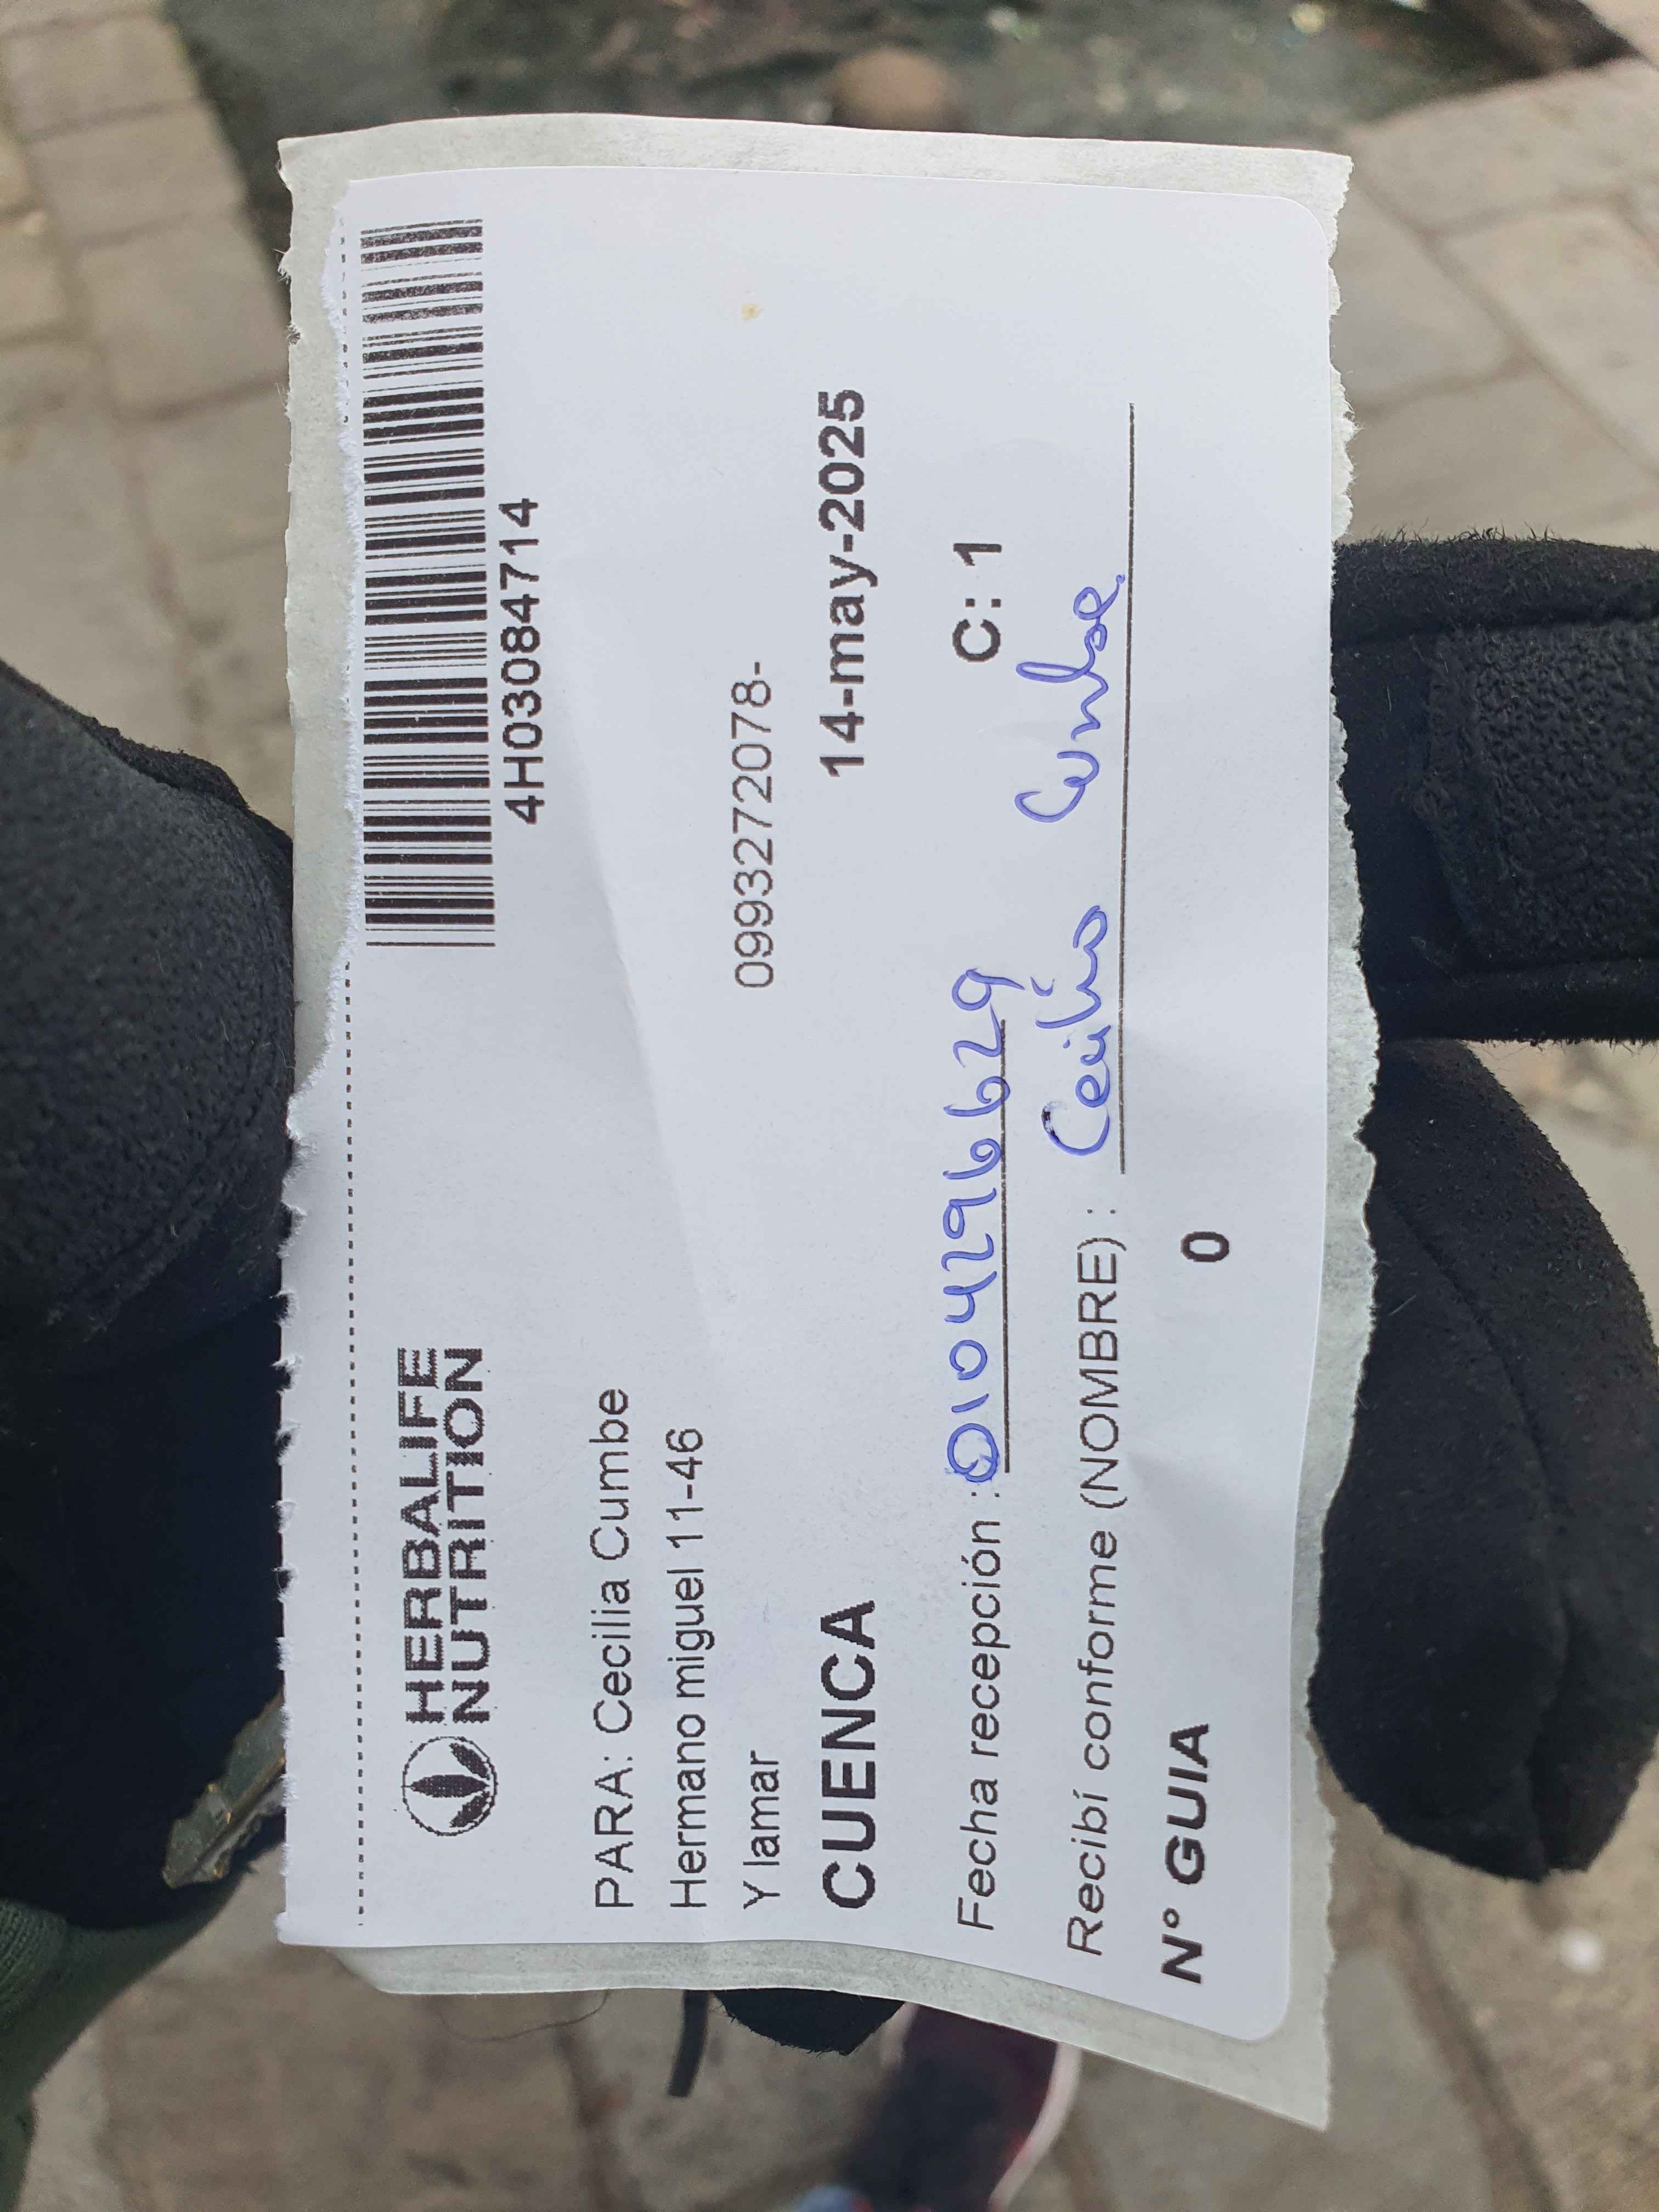 HERBALIFE
NUTRITION
4H03084714
PARA: Cecilia Cumbe
Hermano miguel 11-46
Y lamar
0993272078-
CUENCA 14-may-2025
Fecha recepción : 0104296629 C: 1
Recibí conforme (NOMBRE) : Cecilia Cumbe.
N° GUIA 0